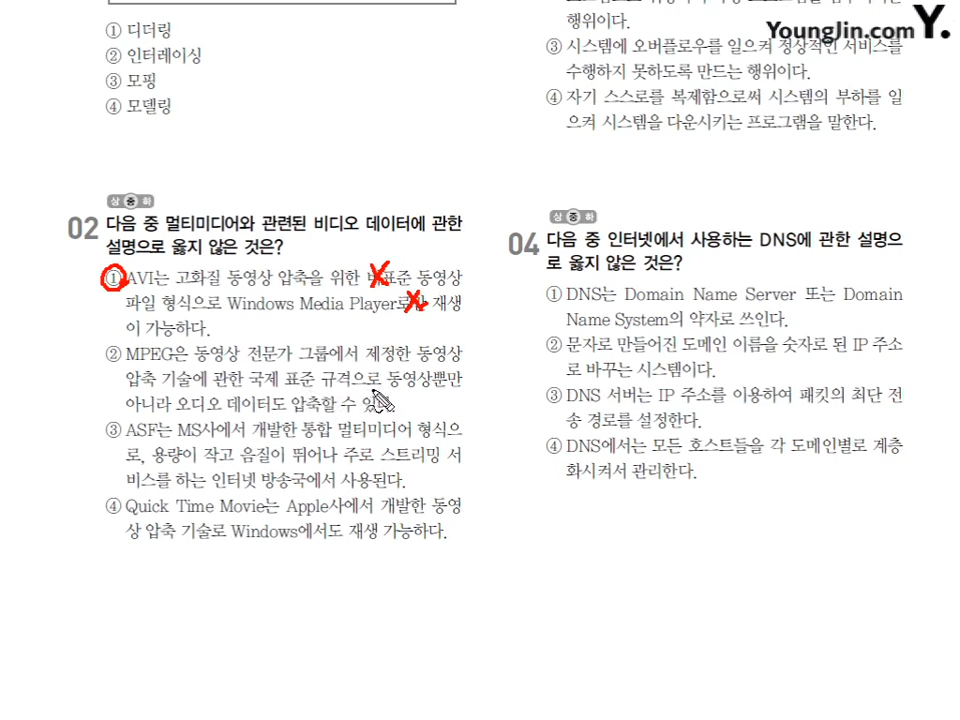 ① 디더링
② 인터레이싱
③ 모핑
④ 모델링
상 중 하
02 다음 중 멀티미디어와 관련된 비디오 데이터에 관한
설명으로 옳지 않은 것은?
① AVI는 고화질 동영상 압축을 위한 비표준 동영상
파일 형식으로 Windows Media Player로만 재생
이 가능하다.
② MPEG은 동영상 전문가 그룹에서 제정한 동영상
압축 기술에 관한 국제 표준 규격으로 동영상뿐만
아니라 오디오 데이터도 압축할 수
③ ASF는 MS사에서 개발한 통합 멀티미디어 형식으
로, 용량이 작고 음질이 뛰어나 주로 스트리밍 서
비스를 하는 인터넷 방송국에서 사용된다.
④ Quick Time Movie는 Apple사에서 개발한 동영
상 압축 기술로 Windows에서도 재생 가능하다.
YoungJin.com Y.
행위이다.
③ 시스템에 오버플로우를 일으켜 정상적인 서비스를
수행하지 못하도록 만드는 행위이다.
④ 자기 스스로를 복제함으로써 시스템의 부하를 일
으켜 시스템을 다운시키는 프로그램을 말한다.
상 중 하
04 다음 중 인터넷에서 사용하는 DNS에 관한 설명으
로 옳지 않은 것은?
① DNS는 Domain Name Server 또는 Domain
Name System의 약자로 쓰인다.
② 문자로 만들어진 도메인 이름을 숫자로 된 IP 주소
로 바꾸는 시스템이다.
③ DNS 서버는 IP 주소를 이용하여 패킷의 최단 전
송 경로를 설정한다.
④ DNS에서는 모든 호스트들을 각 도메인별로 계층
화시켜서 관리한다.